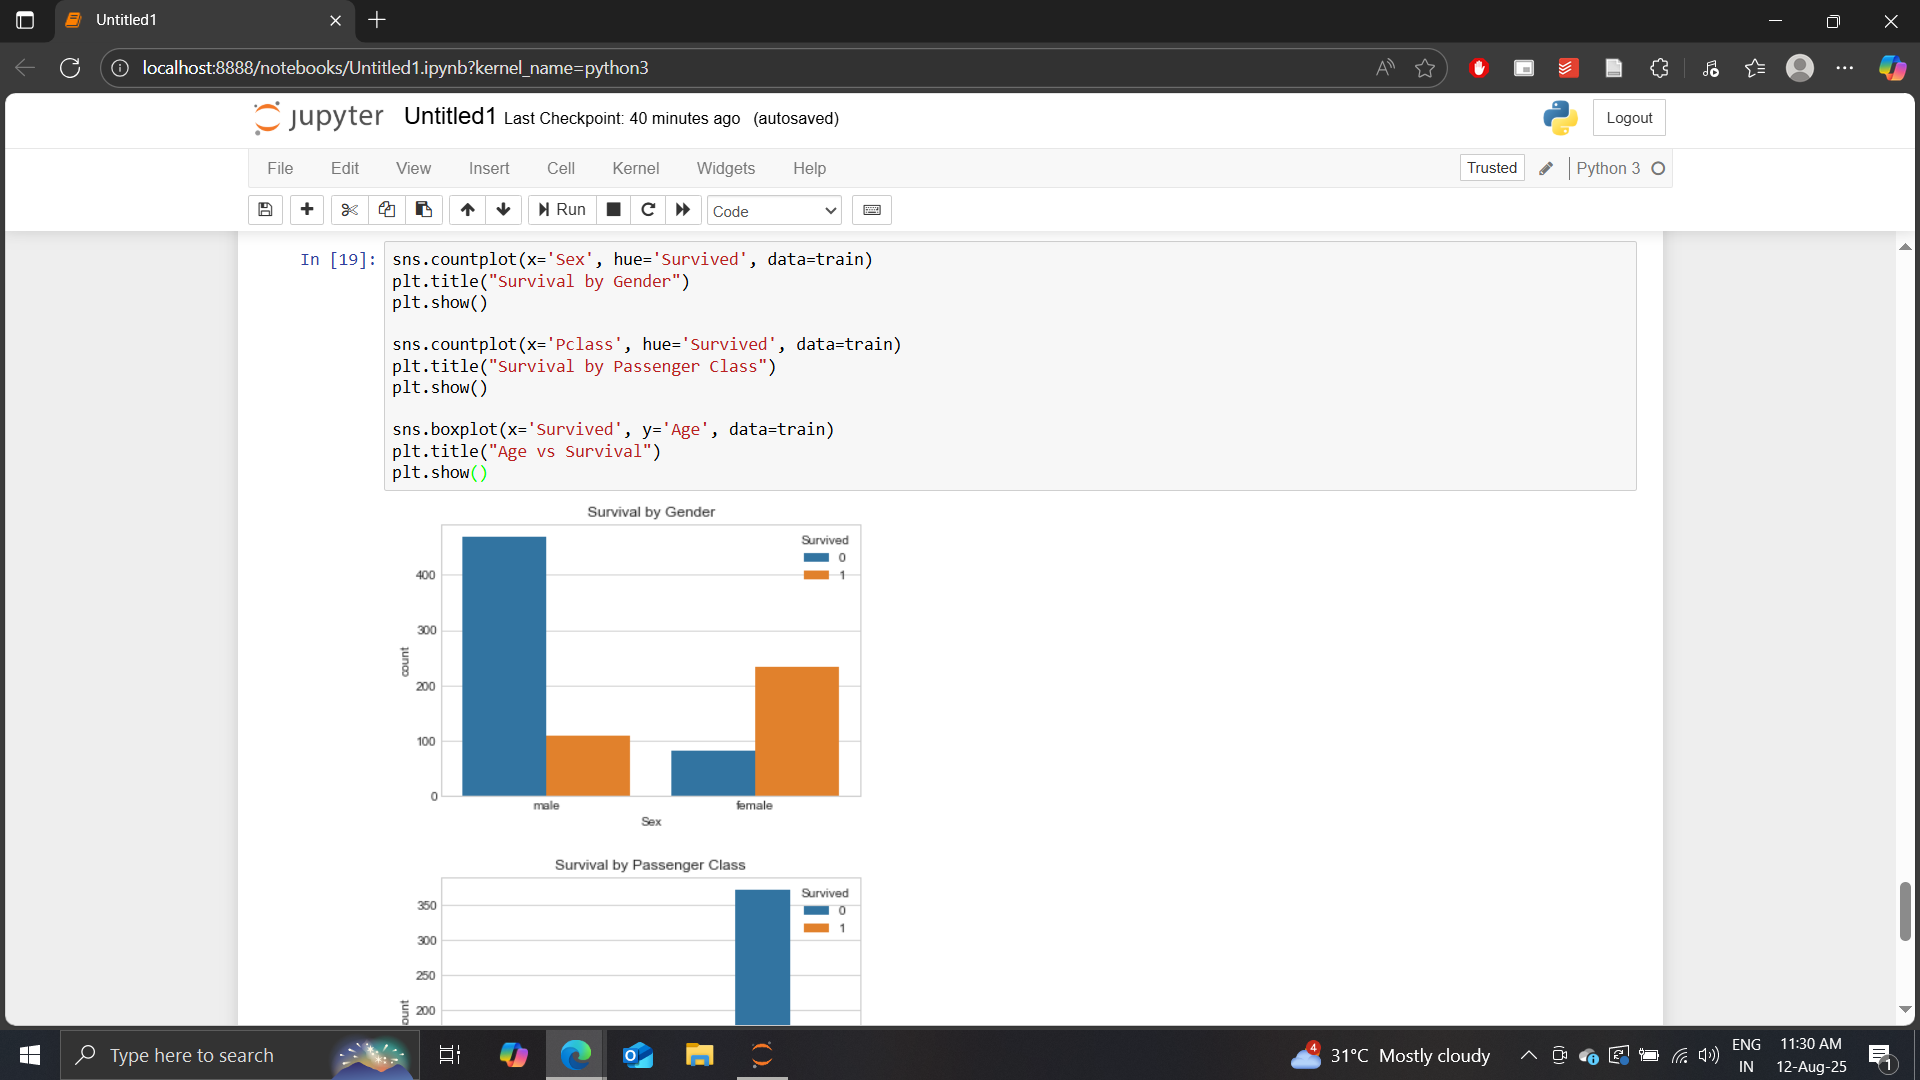 Untitled1
localhost:8888/notebooks/Untitled1.ipynb?kernel_name=python3
jupyter Untitled1 Last Checkpoint: 40 minutes ago (autosaved)
Logout
File Edit View Insert Cell Kernel Widgets Help
Trusted
Python 3
Run
Code
In [19]:
sns.countplot(x='Sex', hue='Survived', data=train)
plt.title("Survival by Gender")
plt.show()
sns.countplot(x='Pclass', hue='Survived', data=train)
plt.title("Survival by Passenger Class")
plt.show()
sns.boxplot(x='Survived', y='Age', data=train)
plt.title("Age vs Survival")
plt.show()
Survival by Gender
Survived
0
1
400
300
200
100
0
count
male
female
Sex
Survival by Passenger Class
Survived
0
1
350
300
250
200
Type here to search
4
31°C Mostly cloudy
ENG
IN
11:30 AM
12-Aug-25
1